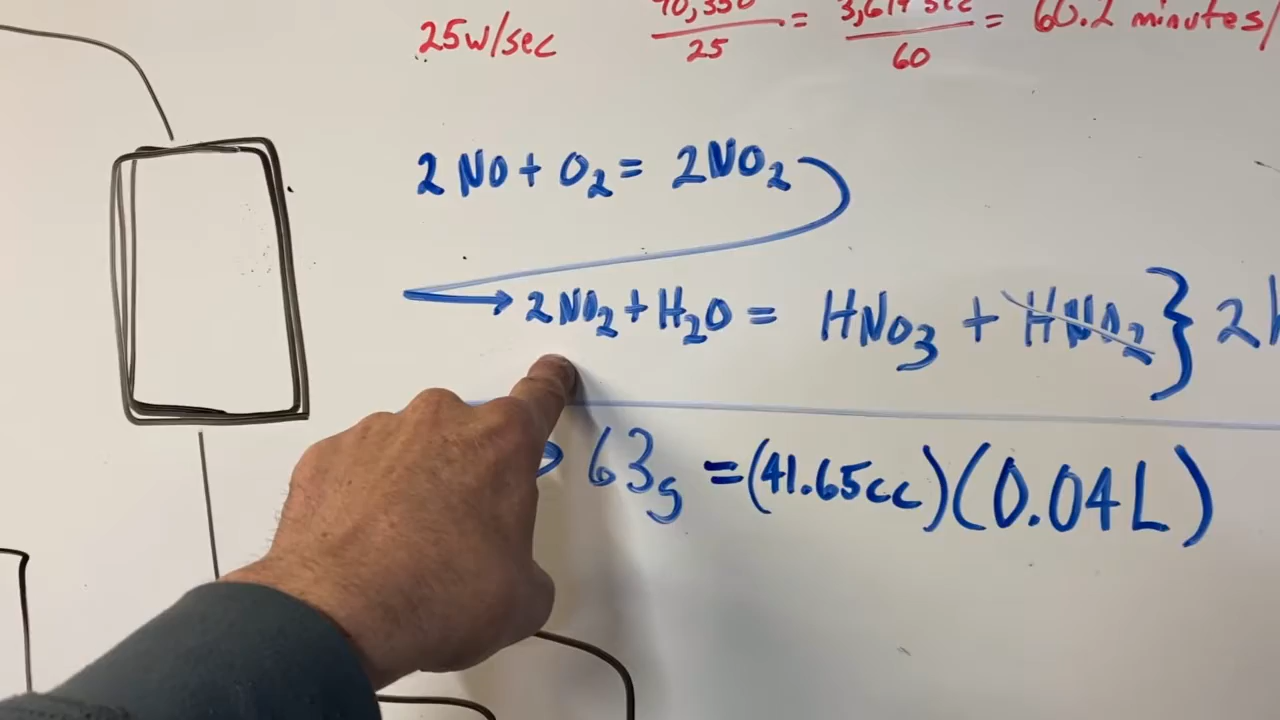 25w/sec 90,350/25 = 3,614 sec/60 = 60.2 minutes/
2NO + O₂ = 2NO₂
2NO₂ + H₂O = HNO₃ + HNO₂ } 2
63g = (41.65cc)(0.04L)